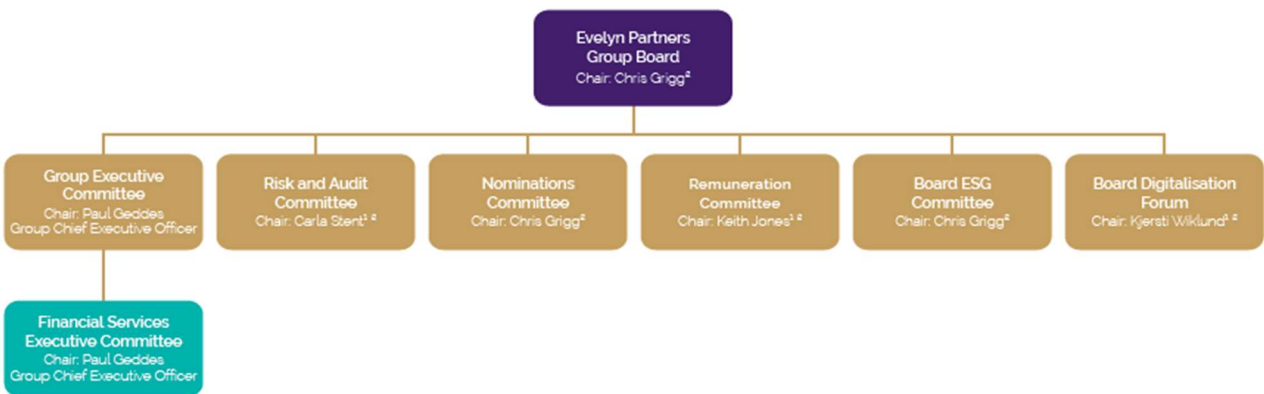 Evelyn Partners
Group Board
Chair: Chris Grigg²
Group Executive
Committee
Chair: Paul Geddes
Group Chief Executive Officer
Risk and Audit
Committee
Chair: Carla Stent¹ ²
Nominations
Committee
Chair: Chris Grigg²
Remuneration
Committee
Chair: Keith Jones¹ ²
Board ESG
Committee
Chair: Chris Grigg²
Board Digitalisation
Forum
Chair: Kjersti Wiklund¹ ²
Financial Services
Executive Committee
Chair: Paul Geddes
Group Chief Executive Officer